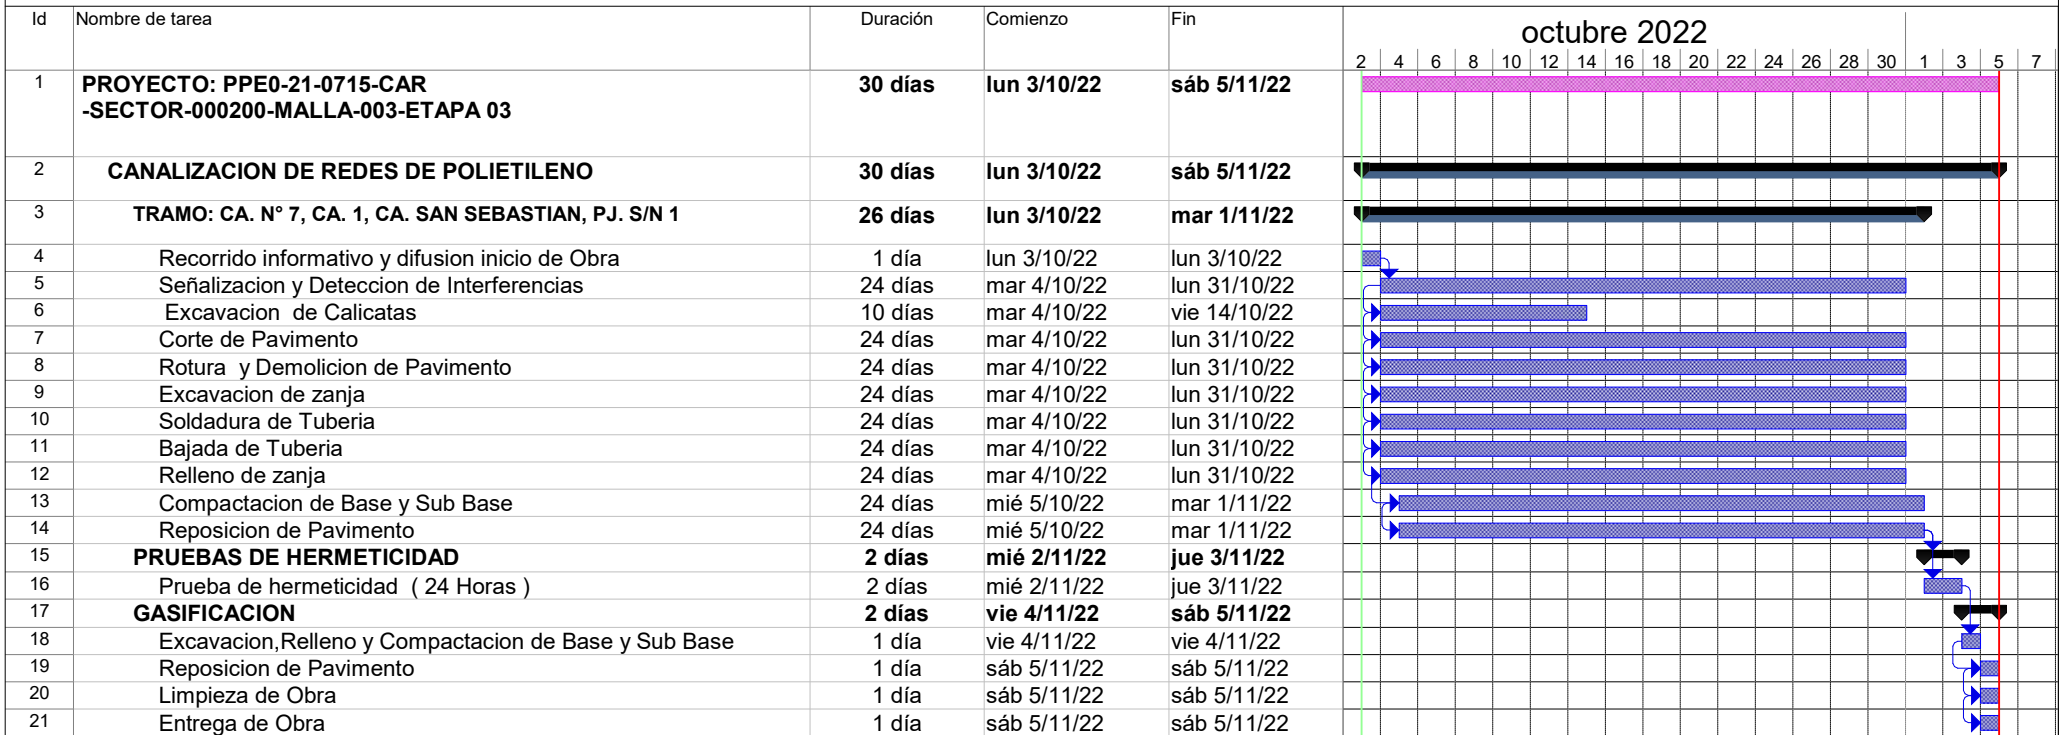 Id Nombre de tarea Duración Comienzo Fin
octubre 2022
2 4 6 8 10 12 14 16 18 20 22 24 26 28 30 1 3 5 7
1 PROYECTO: PPE0-21-0715-CAR 30 días lun 3/10/22 sáb 5/11/22
-SECTOR-000200-MALLA-003-ETAPA 03
2 CANALIZACION DE REDES DE POLIETILENO 30 días lun 3/10/22 sáb 5/11/22
3 TRAMO: CA. N° 7, CA. 1, CA. SAN SEBASTIAN, PJ. S/N 1 26 días lun 3/10/22 mar 1/11/22
4 Recorrido informativo y difusion inicio de Obra 1 día lun 3/10/22 lun 3/10/22
5 Señalizacion y Deteccion de Interferencias 24 días mar 4/10/22 lun 31/10/22
6 Excavacion de Calicatas 10 días mar 4/10/22 vie 14/10/22
7 Corte de Pavimento 24 días mar 4/10/22 lun 31/10/22
8 Rotura y Demolicion de Pavimento 24 días mar 4/10/22 lun 31/10/22
9 Excavacion de zanja 24 días mar 4/10/22 lun 31/10/22
10 Soldadura de Tuberia 24 días mar 4/10/22 lun 31/10/22
11 Bajada de Tuberia 24 días mar 4/10/22 lun 31/10/22
12 Relleno de zanja 24 días mar 4/10/22 lun 31/10/22
13 Compactacion de Base y Sub Base 24 días mié 5/10/22 mar 1/11/22
14 Reposicion de Pavimento 24 días mié 5/10/22 mar 1/11/22
15 PRUEBAS DE HERMETICIDAD 2 días mié 2/11/22 jue 3/11/22
16 Prueba de hermeticidad ( 24 Horas ) 2 días mié 2/11/22 jue 3/11/22
17 GASIFICACION 2 días vie 4/11/22 sáb 5/11/22
18 Excavacion,Relleno y Compactacion de Base y Sub Base 1 día vie 4/11/22 vie 4/11/22
19 Reposicion de Pavimento 1 día sáb 5/11/22 sáb 5/11/22
20 Limpieza de Obra 1 día sáb 5/11/22 sáb 5/11/22
21 Entrega de Obra 1 día sáb 5/11/22 sáb 5/11/22